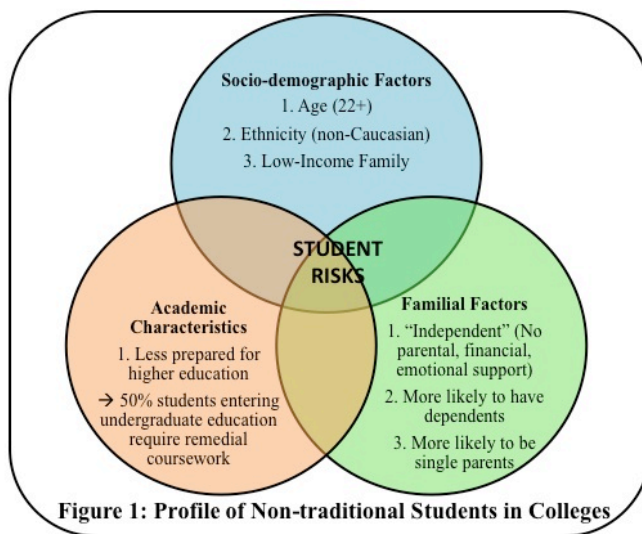 Socio-demographic Factors
1. Age (22+)
2. Ethnicity (non-Caucasian)
3. Low-Income Family
STUDENT
RISKS
Academic
Characteristics
1. Less prepared for
higher education
→ 50% students entering
undergraduate education
require remedial
coursework
Familial Factors
1. “Independent” (No
parental, financial,
emotional support)
2. More likely to have
dependents
3. More likely to be
single parents
Figure 1: Profile of Non-traditional Students in Colleges